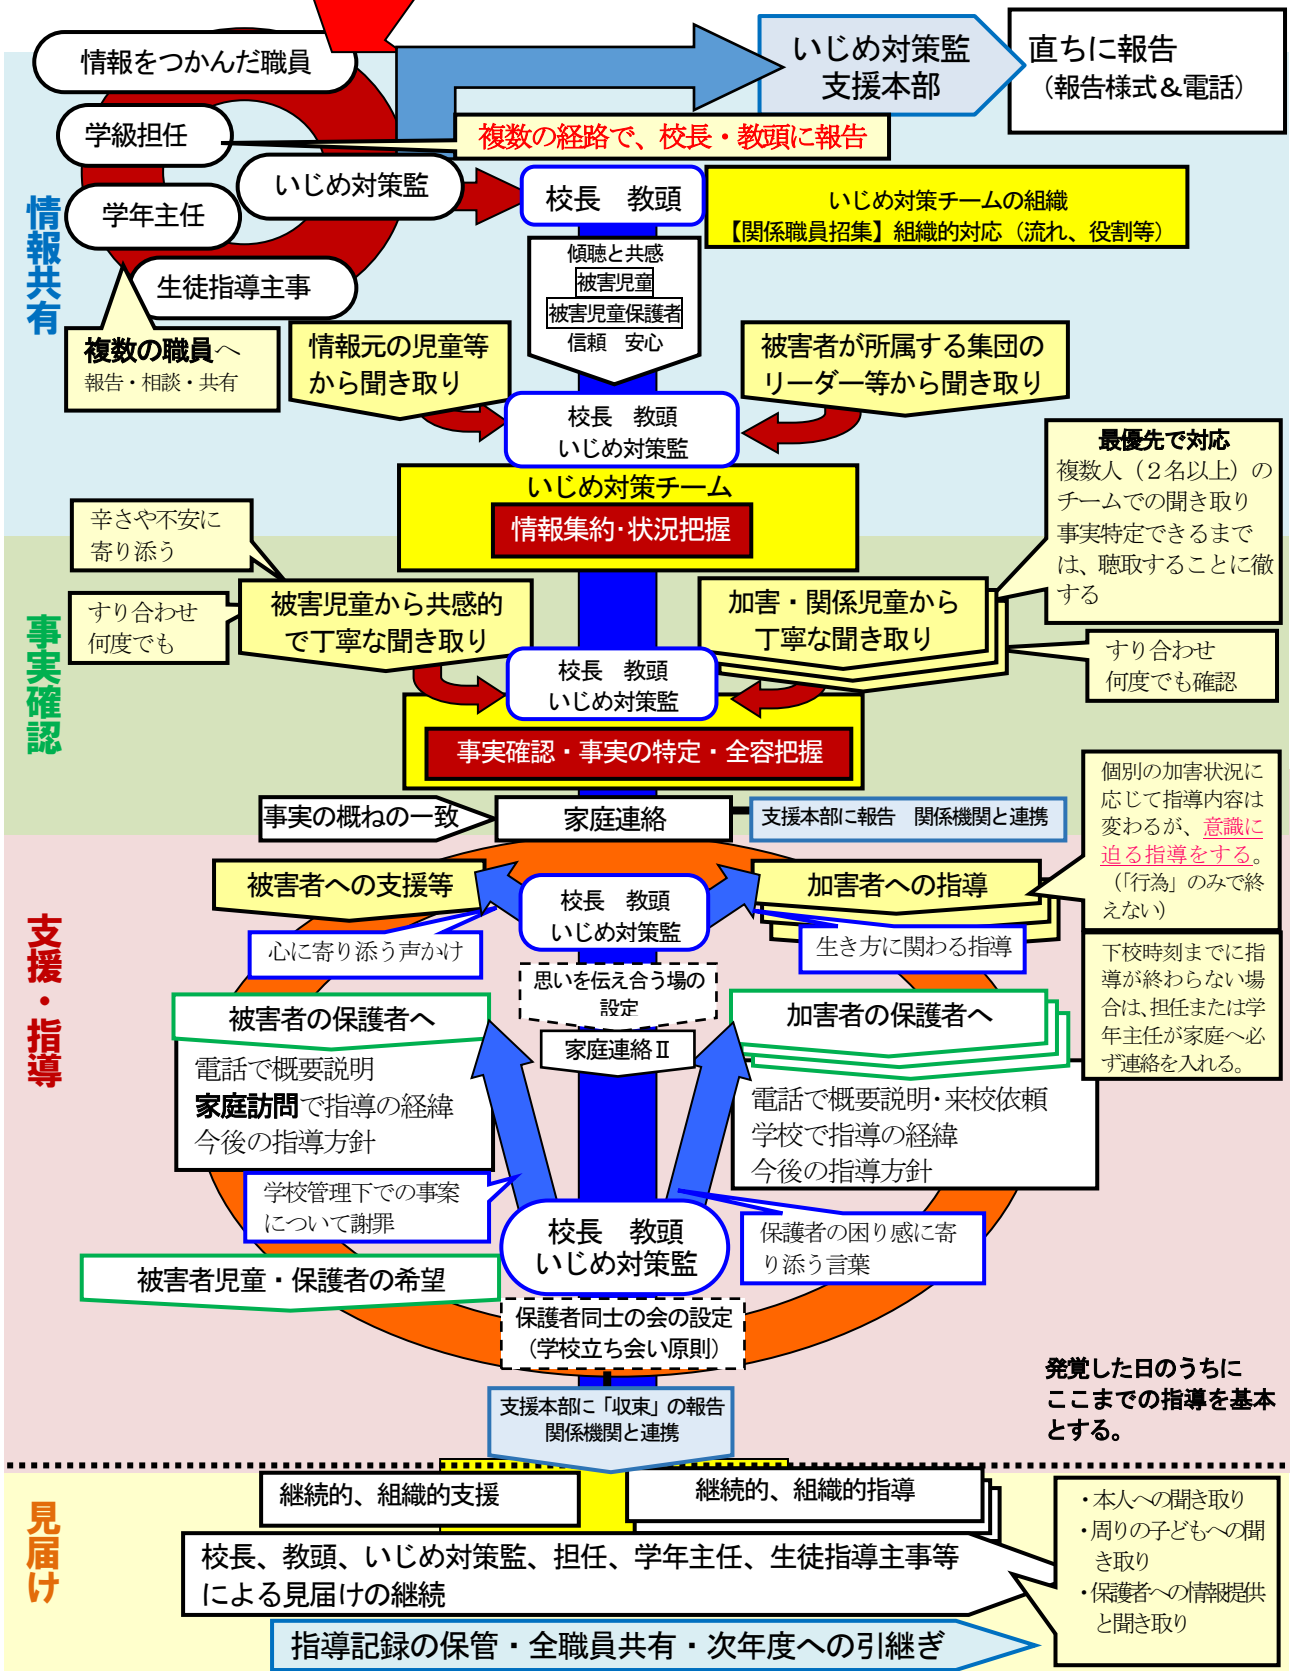 情報をつかんだ職員
いじめ対策監
支援本部
直ちに報告
（報告様式＆電話）
学級担任
複数の経路で、校長・教頭に報告
いじめ対策監
学年主任
生徒指導主事
校長　教頭
いじめ対策チームの組織
【関係職員招集】組織的対応（流れ、役割等）
情報共有
傾聴と共感
被害児童
被害児童保護者
信頼　安心
複数の職員へ
報告・相談・共有
情報元の児童等
から聞き取り
被害者が所属する集団の
リーダー等から聞き取り
校長　教頭
いじめ対策監
いじめ対策チーム
情報集約・状況把握
最優先で対応
複数人（２名以上）の
チームでの聞き取り
事実特定できるまで
は、聴取することに徹
する
辛さや不安に
寄り添う
すり合わせ
何度でも
事実確認
被害児童から共感的
で丁寧な聞き取り
加害・関係児童から
丁寧な聞き取り
すり合わせ
何度でも確認
校長　教頭
いじめ対策監
事実確認・事実の特定・全容把握
事実の概ねの一致
家庭連絡
支援本部に報告　関係機関と連携
個別の加害状況に
応じて指導内容は
変わるが、意識に
迫る指導をする。
（「行為」のみで終
えない）
支援・指導
被害者への支援等
校長　教頭
いじめ対策監
加害者への指導
心に寄り添う声かけ
生き方に関わる指導
下校時刻までに指
導が終わらない場
合は、担任または学
年主任が家庭へ必
ず連絡を入れる。
思いを伝え合う場の
設定
家庭連絡Ⅱ
被害者の保護者へ
電話で概要説明
家庭訪問で指導の経緯
今後の指導方針
加害者の保護者へ
電話で概要説明・来校依頼
学校で指導の経緯
今後の指導方針
学校管理下での事案
について謝罪
校長　教頭
いじめ対策監
保護者の困り感に寄
り添う言葉
被害者児童・保護者の希望
保護者同士の会の設定
（学校立ち会い原則）
発覚した日のうちに
ここまでの指導を基本
とする。
支援本部に「収束」の報告
関係機関と連携
見届け
継続的、組織的支援
継続的、組織的指導
校長、教頭、いじめ対策監、担任、学年主任、生徒指導主事等
による見届けの継続
・本人への聞き取り
・周りの子どもへの聞
き取り
・保護者への情報提供
と聞き取り
指導記録の保管・全職員共有・次年度への引継ぎ